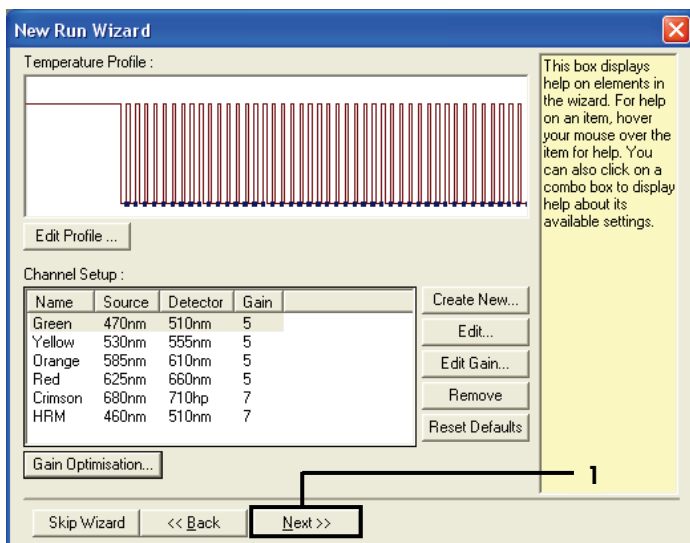 New Run Wizard
Temperature Profile :
Edit Profile ...
Channel Setup :
Name Source Detector Gain
Green 470nm 510nm 5
Yellow 530nm 555nm 5
Orange 585nm 610nm 5
Red 625nm 660nm 5
Crimson 680nm 710hp 7
HRM 460nm 510nm 7
Create New...
Edit...
Edit Gain...
Remove
Reset Defaults
Gain Optimisation...
This box displays
help on elements in
the wizard. For help
on an item, hover
your mouse over the
item for help. You
can also click on a
combo box to display
help about its
available settings.
1
Skip Wizard << Back Next >>